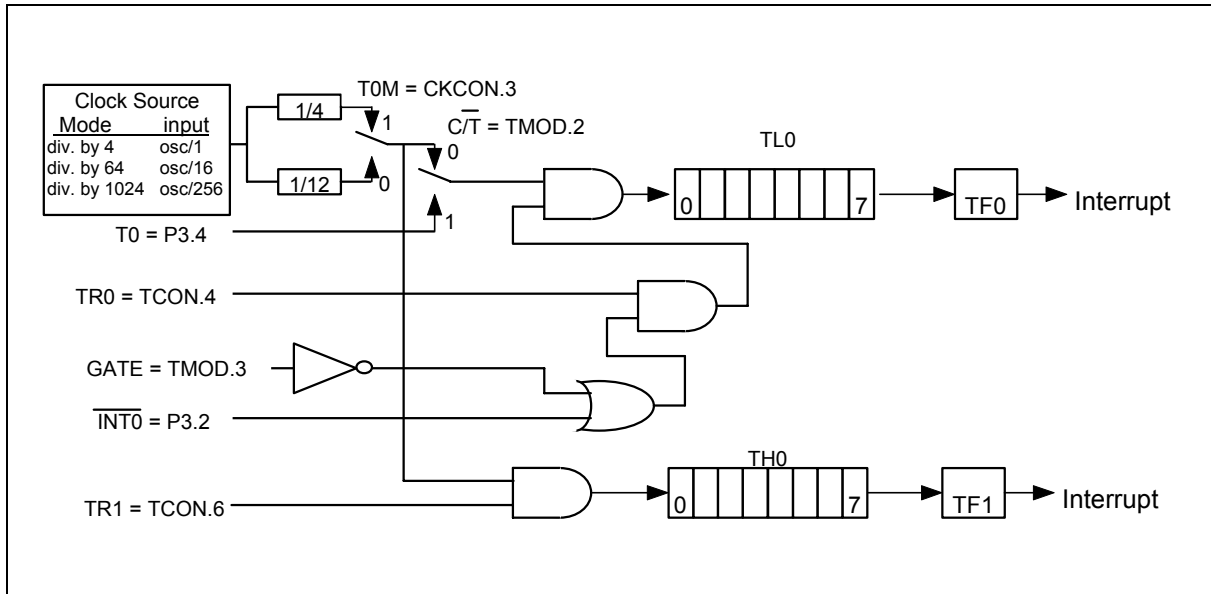 Clock Source
Mode input
div. by 4 osc/1
div. by 64 osc/16
div. by 1024 osc/256
1/4
1/12
T0M = CKCON.3
1
0
C/T̅ = TMOD.2
0
1
T0 = P3.4
TL0
0 7
TF0
Interrupt
TR0 = TCON.4
GATE = TMOD.3
I̅N̅T̅0̅ = P3.2
TR1 = TCON.6
TH0
0 7
TF1
Interrupt